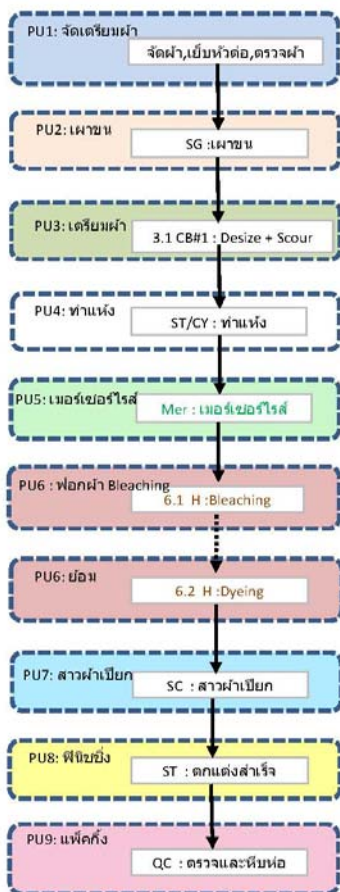 PU1: จัดเตรียมผ้า
จัดผ้า,เย็บหัวต่อ,ตรวจผ้า
PU2: เผาขน
SG :เผาขน
PU3: เตรียมผ้า
3.1 CB#1 : Desize + Scour
PU4: ทำแห้ง
ST/CY : ทำแห้ง
PU5: เมอร์เซอร์ไรส์
Mer : เมอร์เซอร์ไรส์
PU6 : ฟอกผ้า Bleaching
6.1 H :Bleaching
PU6: ย้อม
6.2 H :Dyeing
PU7: สาวผ้าเปียก
SC : สาวผ้าเปียก
PU8: ฟินิชชิ่ง
ST : ตกแต่งสำเร็จ
PU9: แพ็คกิ้ง
QC : ตรวจและหีบห่อ